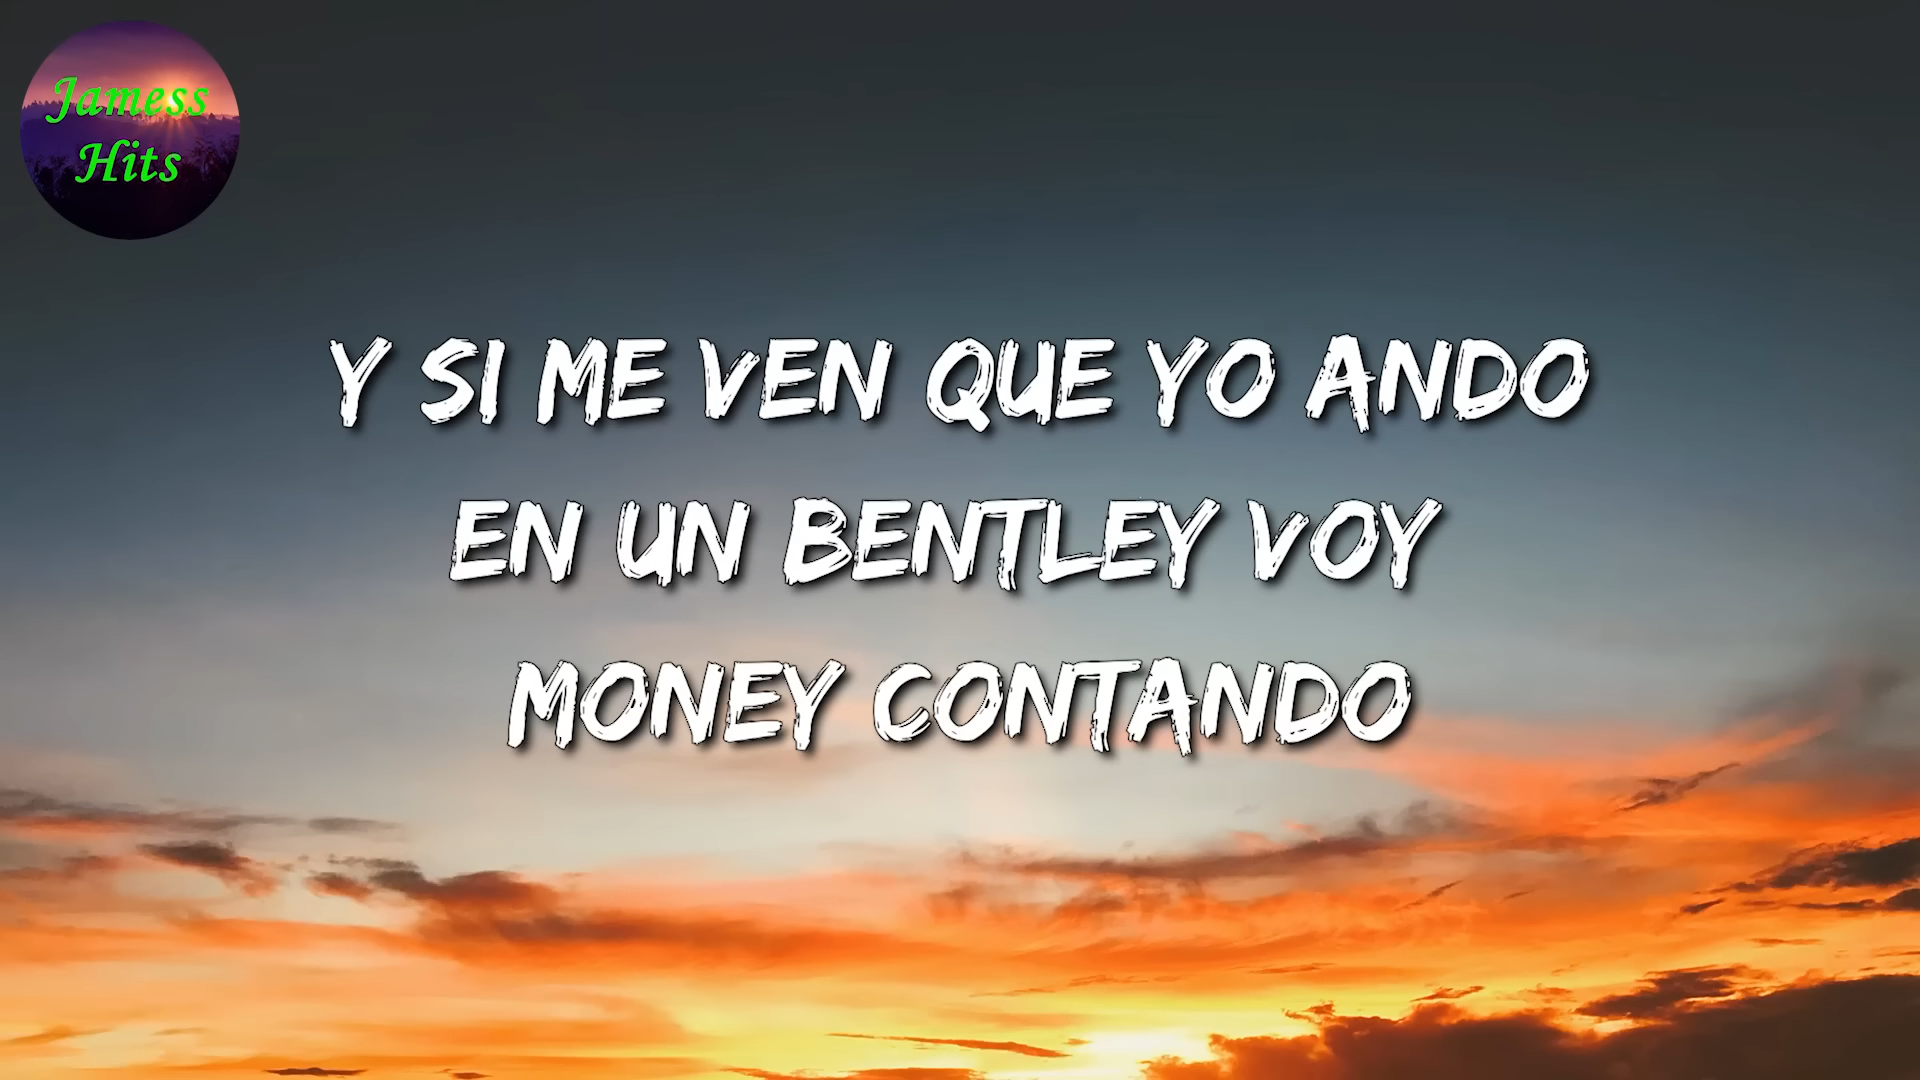 Jamess
Hits
Y SI ME VEN QUE YO ANDO
EN UN BENTLEY VOY
MONEY CONTANDO